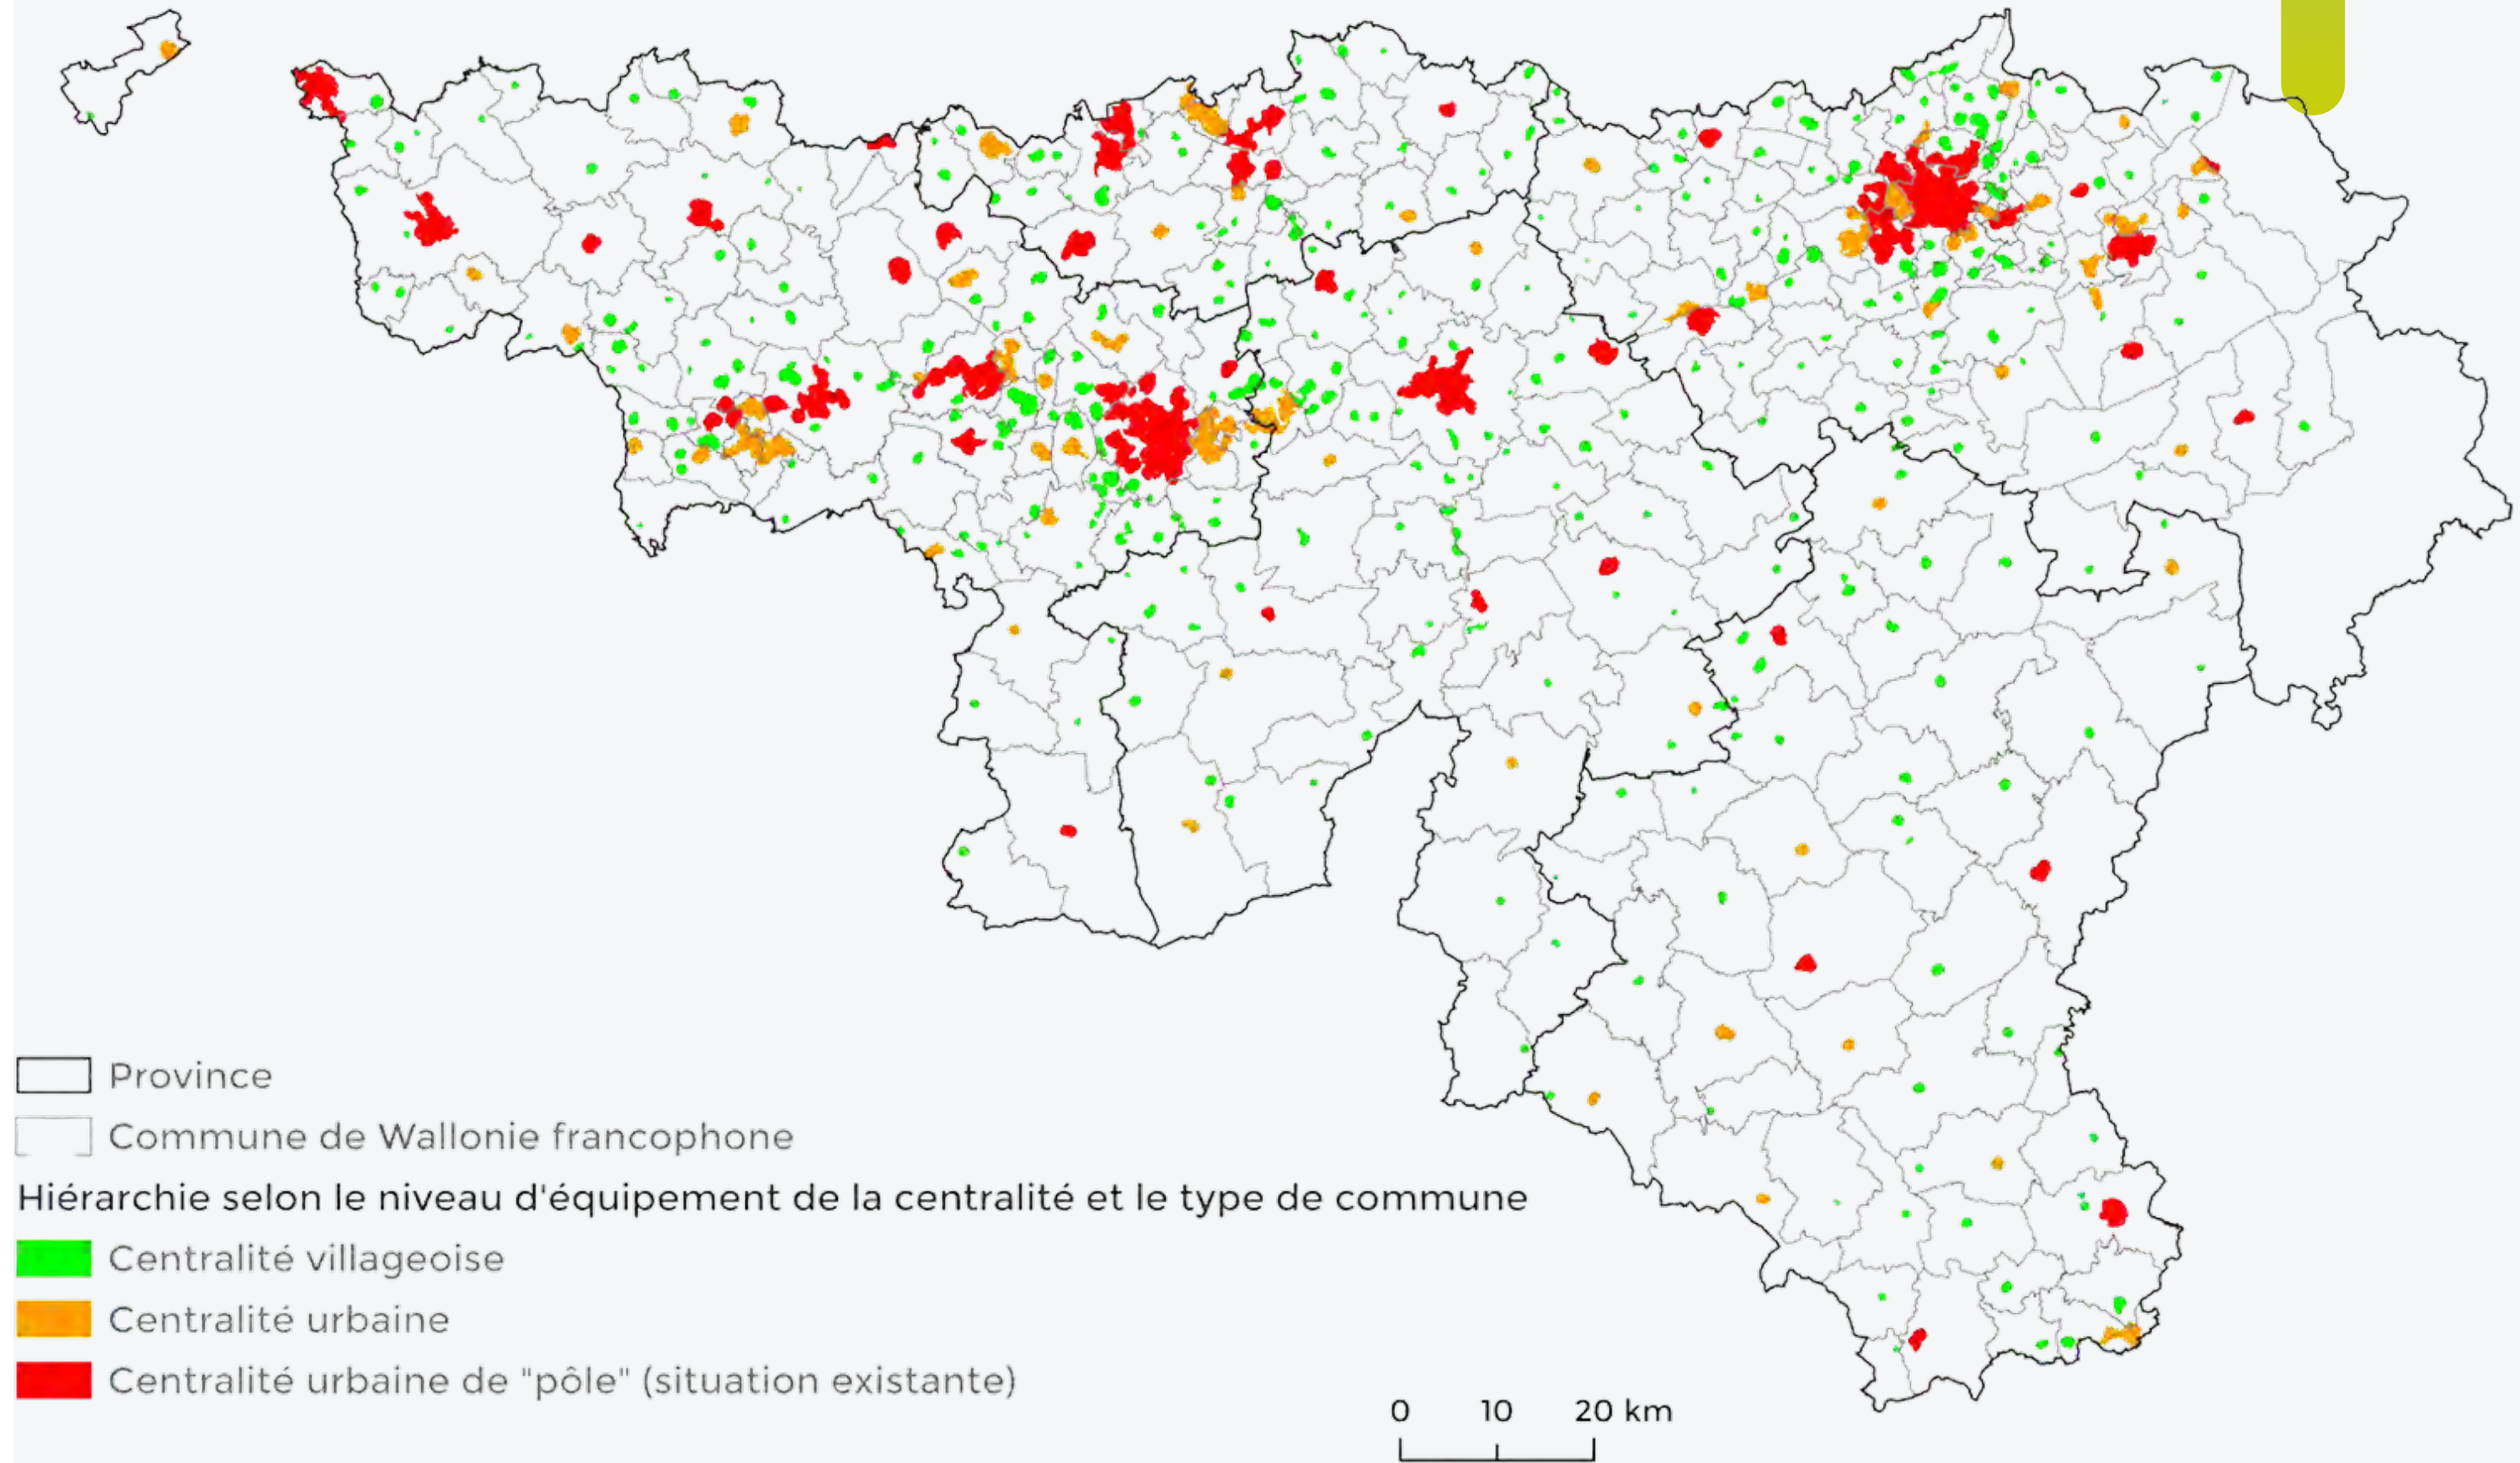 Province
Commune de Wallonie francophone
Hiérarchie selon le niveau d'équipement de la centralité et le type de commune
Centralité villageoise
Centralité urbaine
Centralité urbaine de "pôle" (situation existante)
0 10 20 km